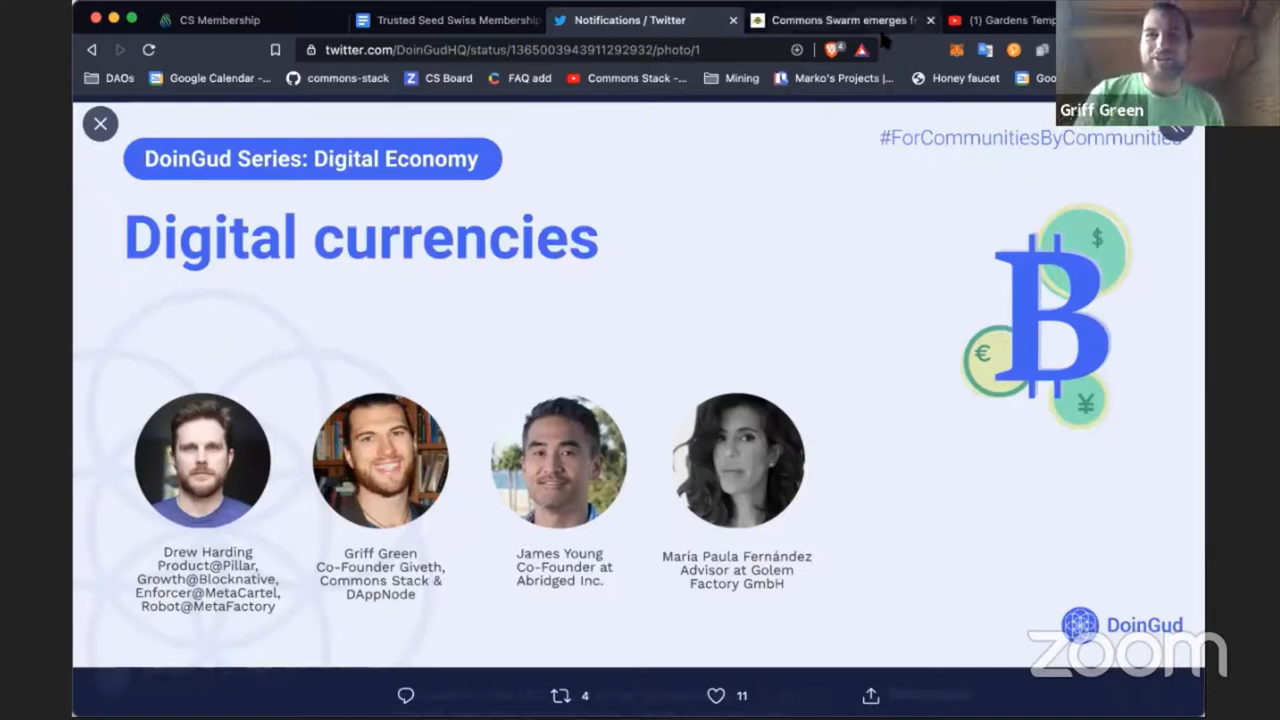 CS Membership
Trusted Seed Swiss Membership
Notifications / Twitter
Commons Swarm emerges f
(1) Gardens Temp
twitter.com/DoinGudHQ/status/1365003943911292932/photo/1
4
DAOs
Google Calendar -...
commons-stack
CS Board
FAQ add
Commons Stack -...
Mining
Marko's Projects |...
Honey faucet
Goo
Griff Green
DoinGud Series: Digital Economy
#ForCommunitiesByCommunities
Digital currencies
$
B
€
¥
Drew Harding
Product@Pillar,
Growth@Blocknative,
Enforcer@MetaCartel,
Robot@MetaFactory
Griff Green
Co-Founder Giveth,
Commons Stack &
DAppNode
James Young
Co-Founder at
Abridged Inc.
María Paula Fernández
Advisor at Golem
Factory GmbH
DoinGud
zoom
4
11